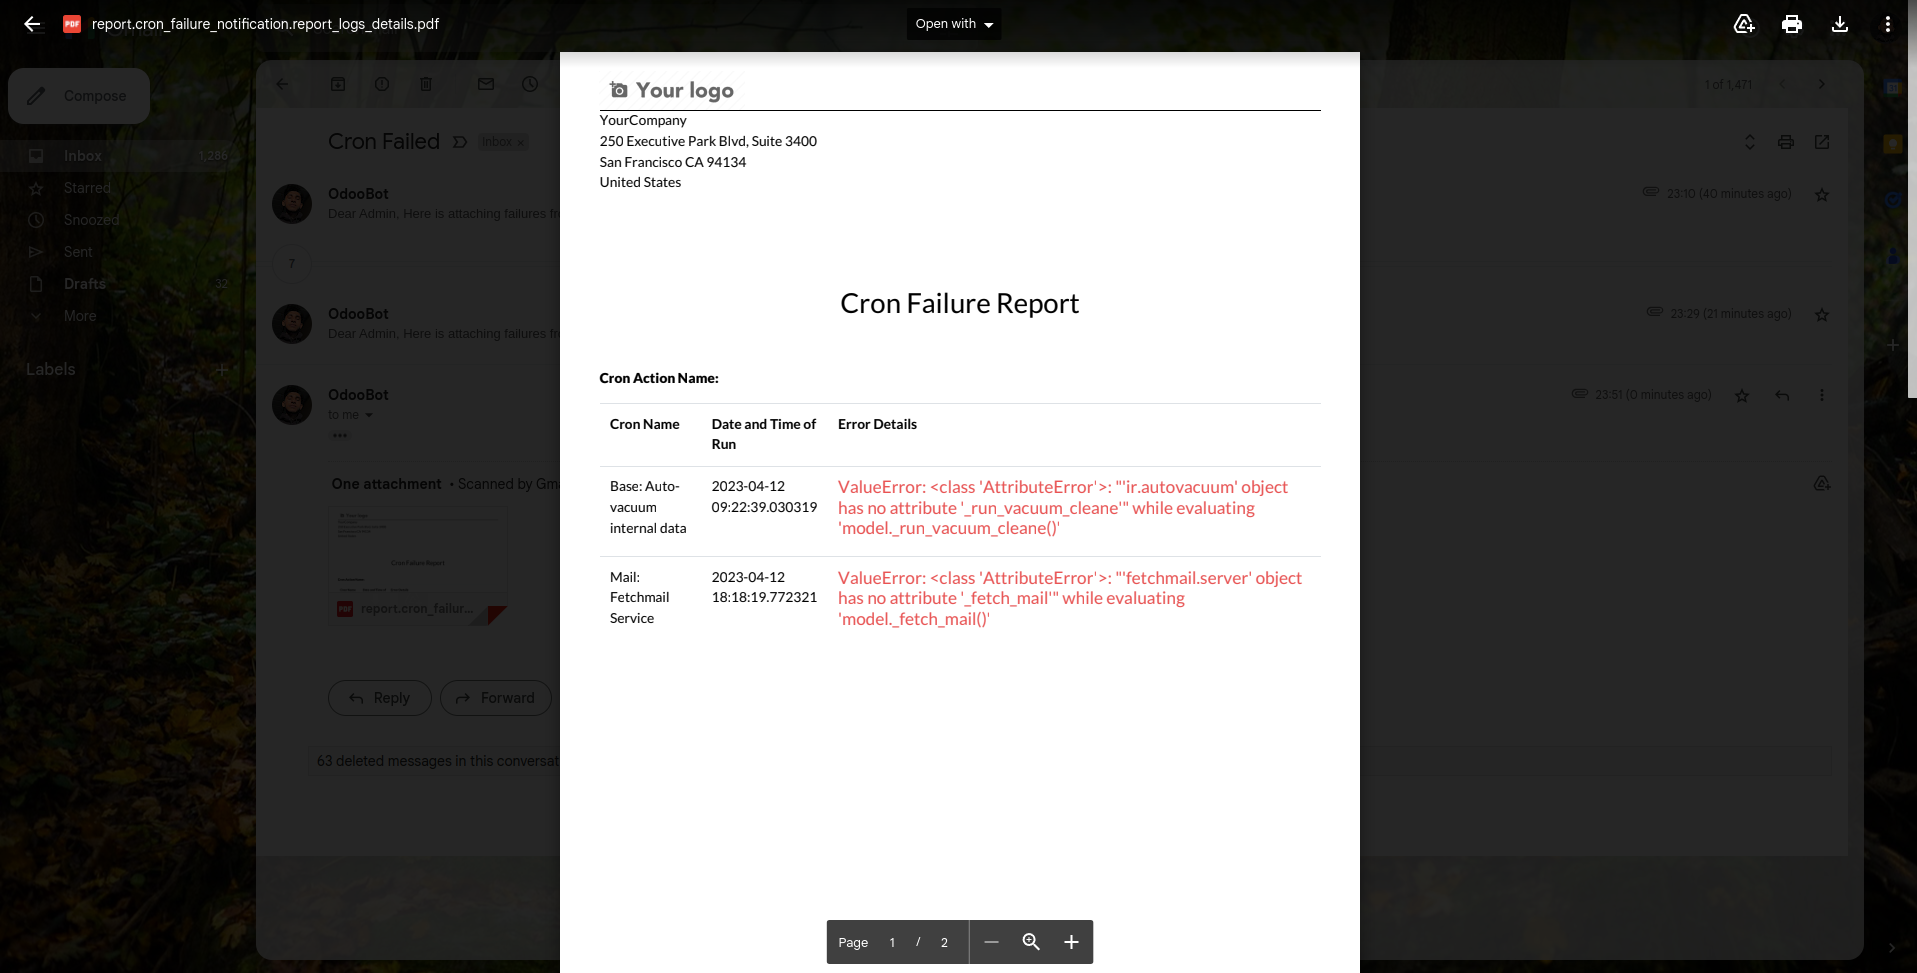 report.cron_failure_notification.report_logs_details.pdf
Open with
Compose
1 of 1,471
Inbox 1,286
Starred
Snoozed
Sent
Drafts 32
More
Labels
Cron Failed
Inbox ×
OdooBot
23:10 (40 minutes ago)
Dear Admin, Here is attaching failures fr
7
OdooBot
23:29 (21 minutes ago)
Dear Admin, Here is attaching failures fr
OdooBot
23:51 (0 minutes ago)
to me
One attachment • Scanned by Gma
PDF report.cron_failur...
Reply
Forward
63 deleted messages in this conversat
Your logo
YourCompany
250 Executive Park Blvd, Suite 3400
San Francisco CA 94134
United States
Cron Failure Report
Cron Action Name:
Cron Name
Date and Time of
Run
Error Details
Base: Auto-
vacuum
internal data
2023-04-12
09:22:39.030319
ValueError: <class 'AttributeError'>: "'ir.autovacuum' object
has no attribute '_run_vacuum_cleane'" while evaluating
'model._run_vacuum_cleane()'
Mail:
Fetchmail
Service
2023-04-12
18:18:19.772321
ValueError: <class 'AttributeError'>: "'fetchmail.server' object
has no attribute '_fetch_mail'" while evaluating
'model._fetch_mail()'
Page 1 / 2